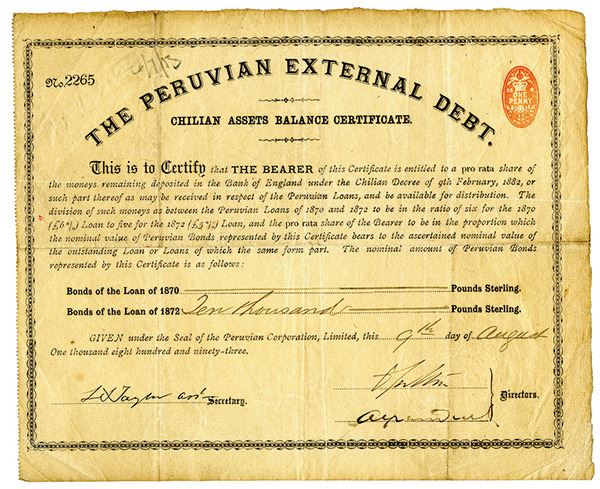 No. 2265
THE PERUVIAN EXTERNAL DEBT.
ONE PENNY
CHILIAN ASSETS BALANCE CERTIFICATE.
This is to Certify that THE BEARER of this Certificate is entitled to a pro rata share of
the moneys remaining deposited in the Bank of England under the Chilian Decree of 9th February, 1882, or
such part thereof as may be received in respect of the Peruvian Loans, and be available for distribution. The
division of such moneys as between the Peruvian Loans of 1870 and 1872 to be in the ratio of six for the 1870
(£6 %) Loan to five for the 1872 (£5 %) Loan, and the pro rata share of the Bearer to be in the proportion which
the nominal value of Peruvian Bonds represented by this Certificate bears to the ascertained nominal value of
the outstanding Loan or Loans of which the same form part. The nominal amount of Peruvian Bonds
represented by this Certificate is as follows:
Bonds of the Loan of 1870 Pounds Sterling.
Bonds of the Loan of 1872 Ten thousand Pounds Sterling.
GIVEN under the Seal of the Peruvian Corporation, Limited, this 9th day of August
One thousand eight hundred and ninety-three.
Secretary.
Directors.